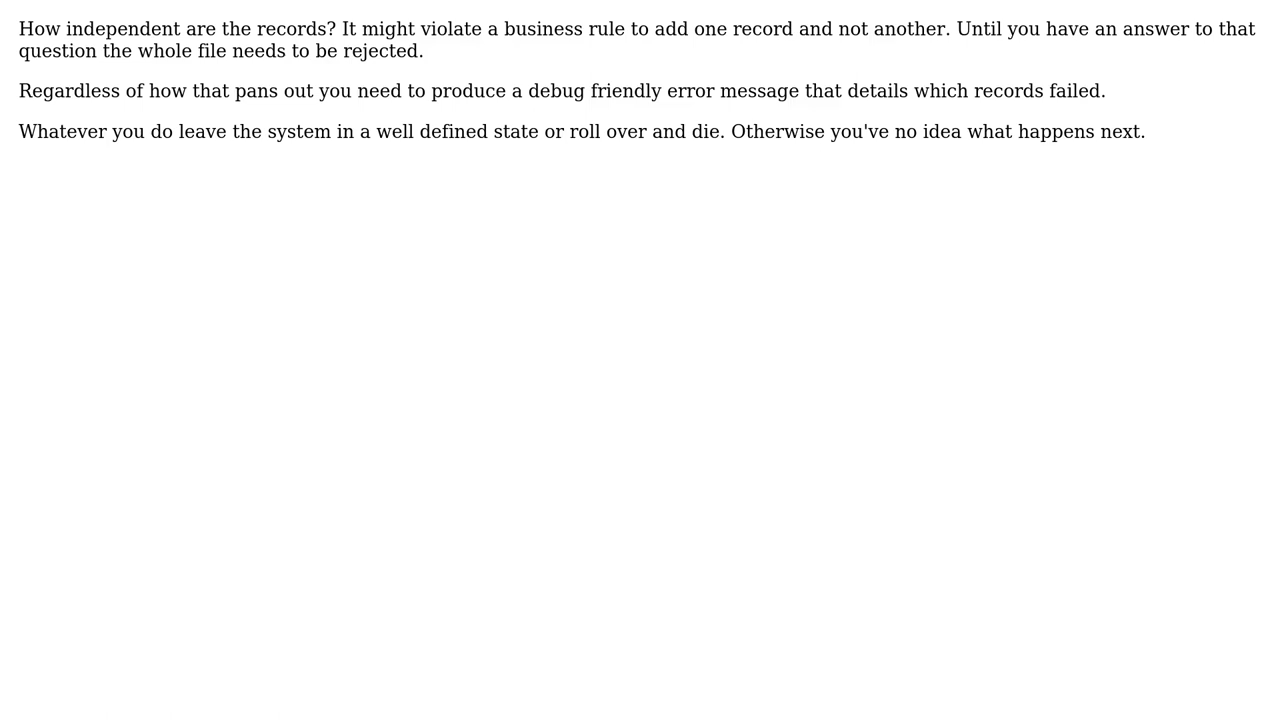 How independent are the records? It might violate a business rule to add one record and not another. Until you have an answer to that
question the whole file needs to be rejected.
Regardless of how that pans out you need to produce a debug friendly error message that details which records failed.
Whatever you do leave the system in a well defined state or roll over and die. Otherwise you've no idea what happens next.